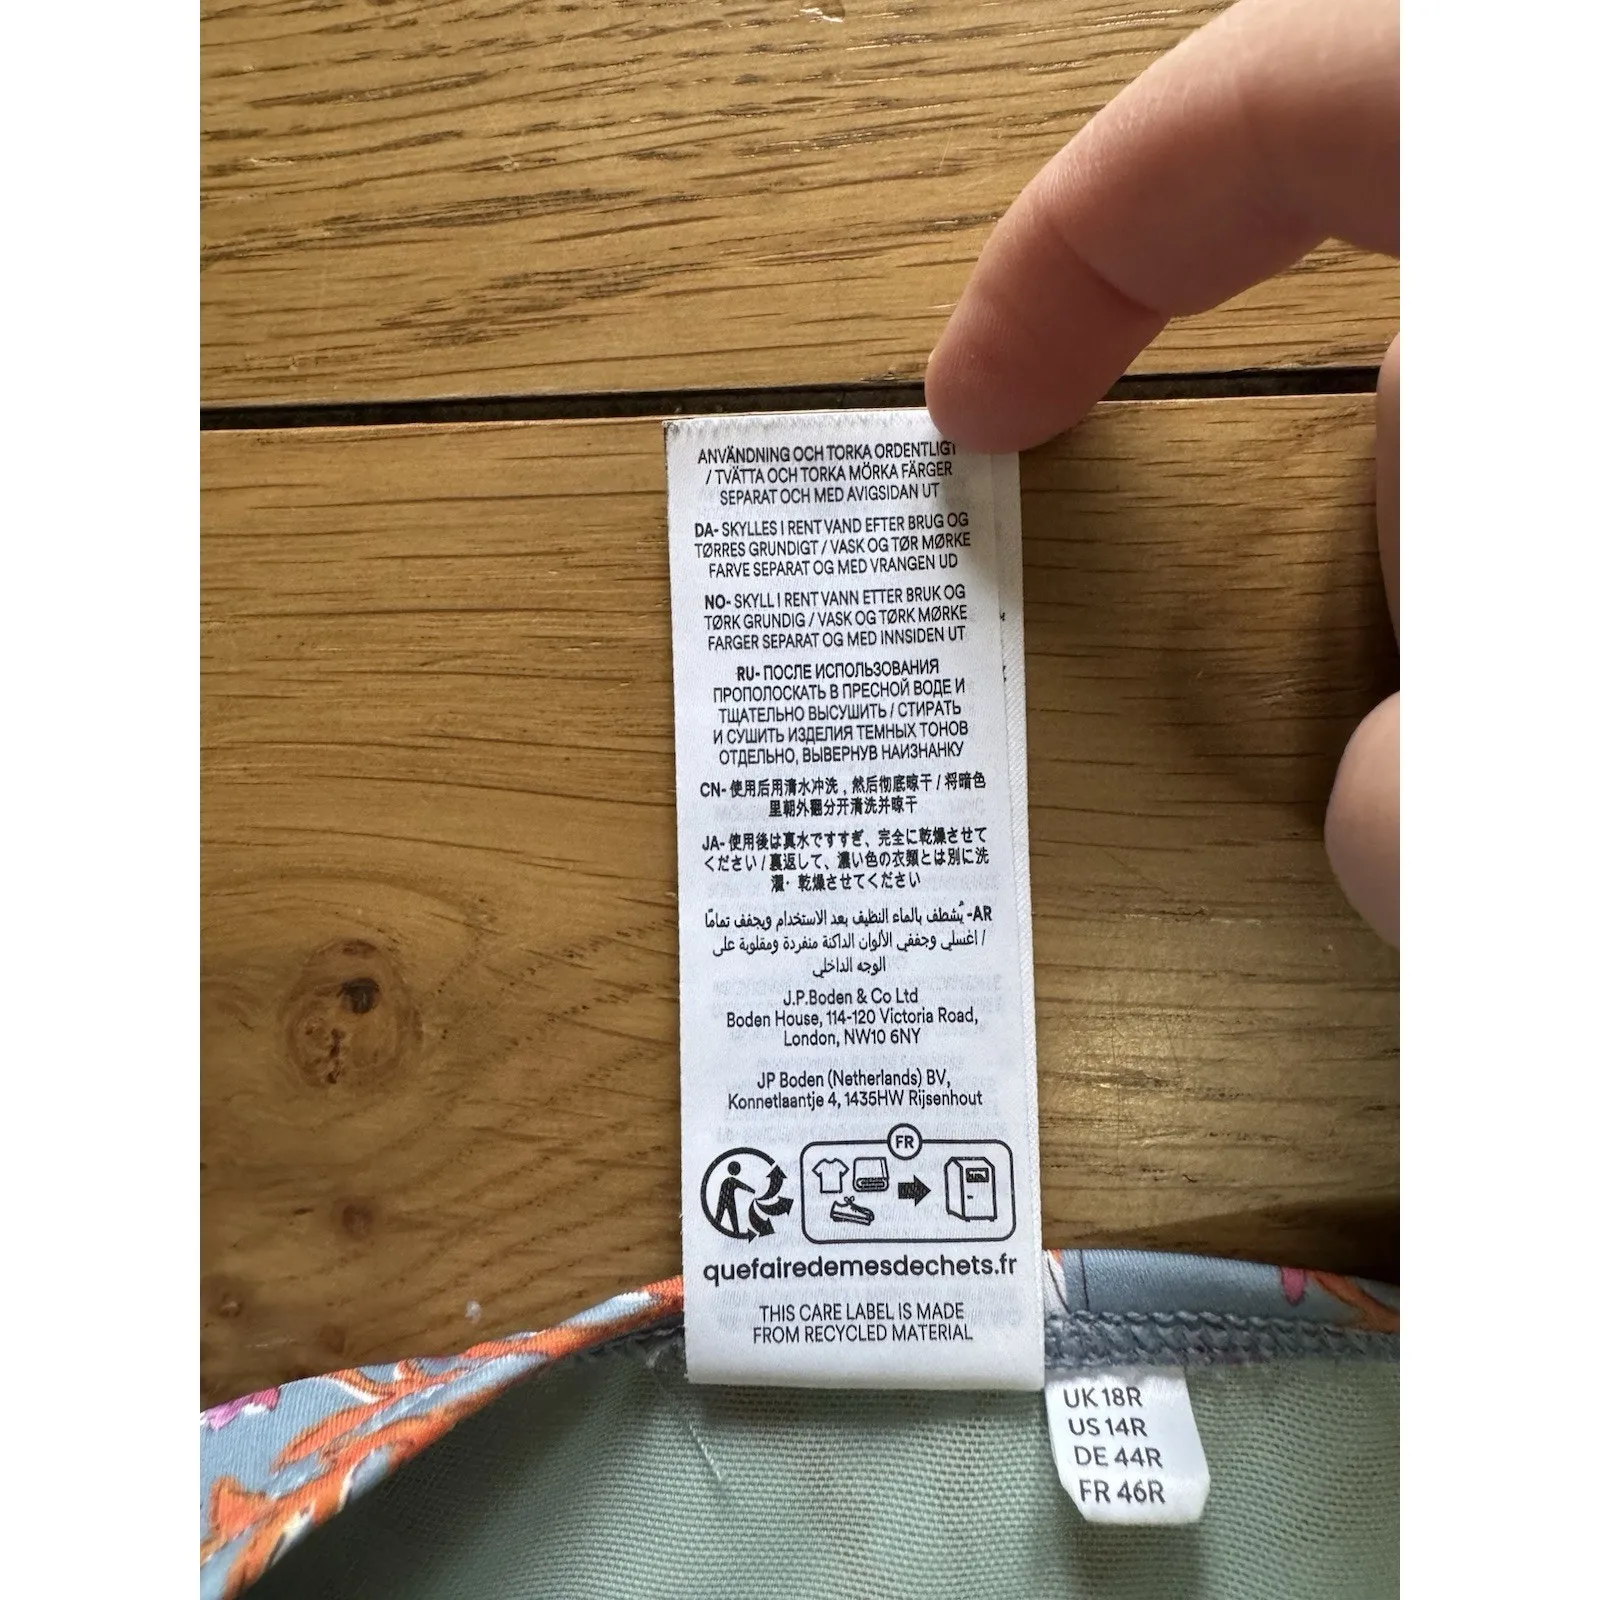 ANVÄNDNING OCH TORKA ORDENTLIGT
/ TVÄTTA OCH TORKA MÖRKA FÄRGER
SEPARAT OCH MED AVIGSIDAN UT
DA- SKYLLES I RENT VAND EFTER BRUG OG
TØRRES GRUNDIGT / VASK OG TØR MØRKE
FARVE SEPARAT OG MED VRANGEN UD
NO- SKYLL I RENT VANN ETTER BRUK OG
TØRK GRUNDIG / VASK OG TØRK MØRKE
FARGER SEPARAT OG MED INNSIDEN UT
RU- ПОСЛЕ ИСПОЛЬЗОВАНИЯ
ПРОПОЛОСКАТЬ В ПРЕСНОЙ ВОДЕ И
ТЩАТЕЛЬНО ВЫСУШИТЬ / СТИРАТЬ
И СУШИТЬ ИЗДЕЛИЯ ТЕМНЫХ ТОНОВ
ОТДЕЛЬНО, ВЫВЕРНУВ НАИЗНАНКУ
CN- 使用后用清水冲洗，然后彻底晾干 / 将暗色
里朝外翻分开清洗并晾干
JA- 使用後は真水ですすぎ、完全に乾燥させて
ください / 裏返して、濃い色の衣類とは別に洗
濯・乾燥させてください
AR- يُشطف بالماء النظيف بعد الاستخدام ويجفف تمامًا
/ اغسلي وجففي الألوان الداكنة منفردة ومقلوبة على
الوجه الداخلي
J.P.Boden & Co Ltd
Boden House, 114-120 Victoria Road,
London, NW10 6NY
JP Boden (Netherlands) BV,
Konnetlaantje 4, 1435HW Rijsenhout
FR
quefairedemesdechets.fr
THIS CARE LABEL IS MADE
FROM RECYCLED MATERIAL
UK 18R
US 14R
DE 44R
FR 46R